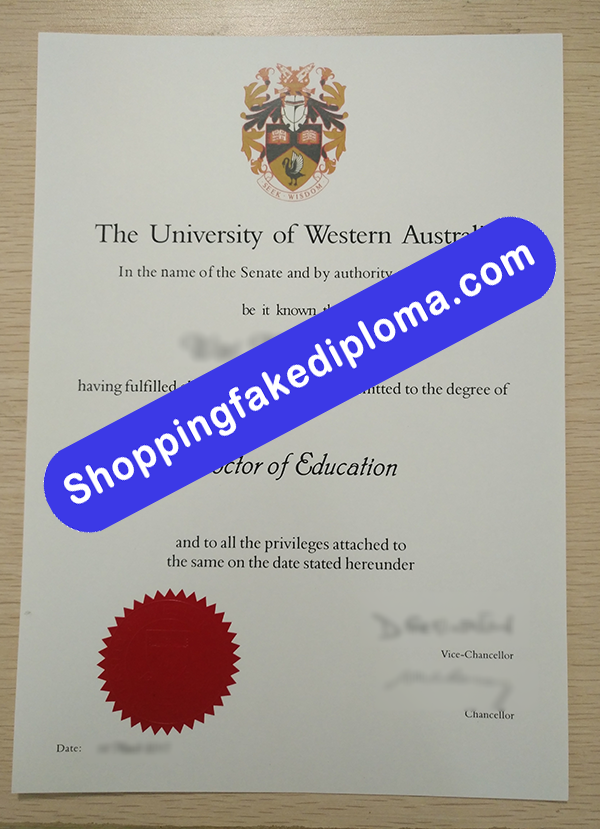 SEEK · WISDOM
The University of Western Austral
In the name of the Senate and by authority
be it known
having fulfilled
to the degree of
Shoppingfakediploma.com
of Education
and to all the privileges attached to
the same on the date stated hereunder
Vice-Chancellor
Chancellor
Date: